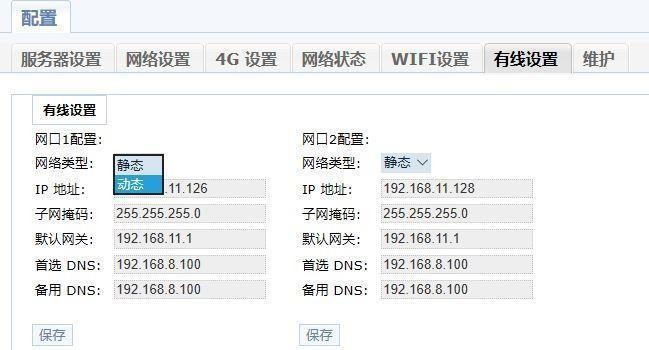 配置
服务器设置 网络设置 4G 设置 网络状态 WIFI设置 有线设置 维护
有线设置
网口1配置:
网络类型: 静态
动态
IP 地址: .11.126
子网掩码: 255.255.255.0
默认网关: 192.168.11.1
首选 DNS: 192.168.8.100
备用 DNS: 192.168.8.100
保存
网口2配置:
网络类型: 静态
IP 地址: 192.168.11.128
子网掩码: 255.255.255.0
默认网关: 192.168.11.1
首选 DNS: 192.168.8.100
备用 DNS: 192.168.8.100
保存